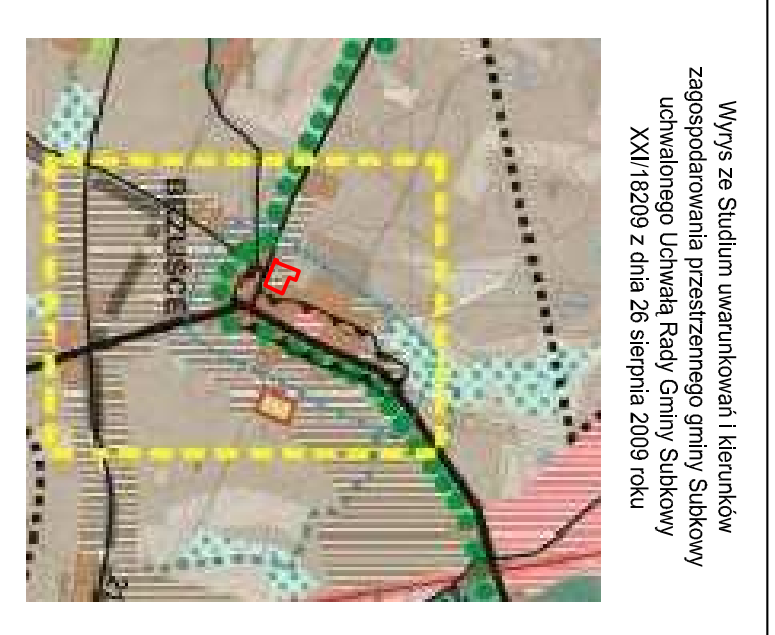 Wyrys ze Studium uwarunkowań i kierunków
zagospodarowania przestrzennego gminy Subkowy
uchwalonego Uchwałą Rady Gminy Subkowy
XXI/18209 z dnia 26 sierpnia 2009 roku
BRZUŚCE